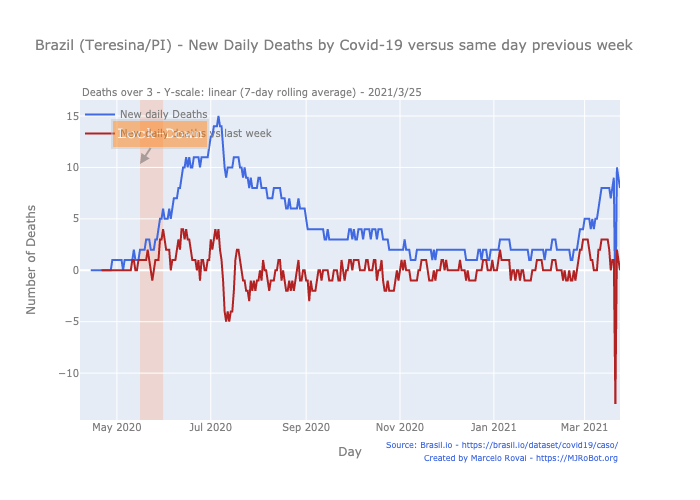 Brazil (Teresina/PI) - New Daily Deaths by Covid-19 versus same day previous week
Deaths over 3 - Y-scale: linear (7-day rolling average) - 2021/3/25
New daily Deaths
New daily deaths vs last week
15
10
5
0
−5
−10
Number of Deaths
May 2020
Jul 2020
Sep 2020
Nov 2020
Jan 2021
Mar 2021
Day
Source: Brasil.io - https://brasil.io/dataset/covid19/caso/
Created by Marcelo Rovai - https://MJRoBot.org